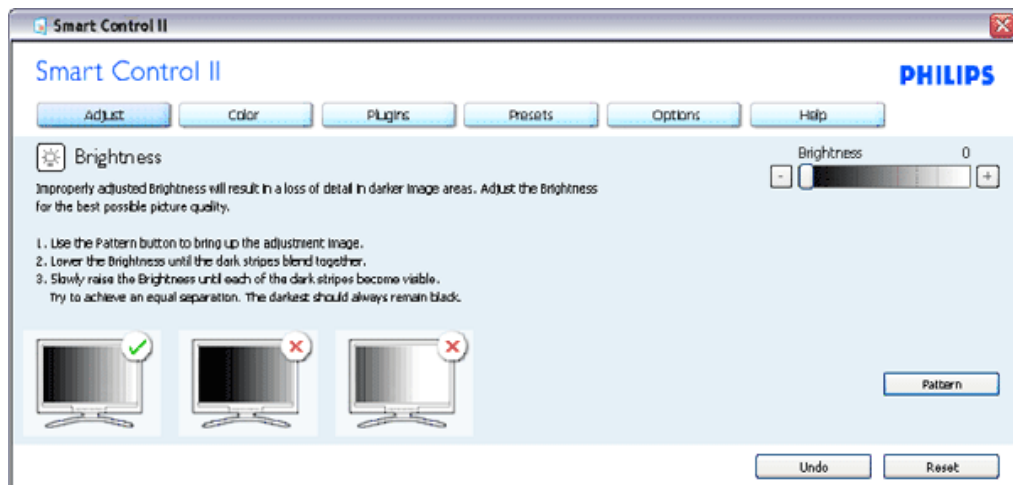 Smart Control II
Smart Control II
PHILIPS
Adjust Color Plugins Presets Options Help
Brightness
Brightness 0
- +
Improperly adjusted Brightness will result in a loss of detail in darker image areas. Adjust the Brightness
for the best possible picture quality.
1. Use the Pattern button to bring up the adjustment image.
2. Lower the Brightness until the dark stripes blend together.
3. Slowly raise the Brightness until each of the dark stripes become visible.
Try to achieve an equal separation. The darkest should always remain black.
Pattern
Undo Reset